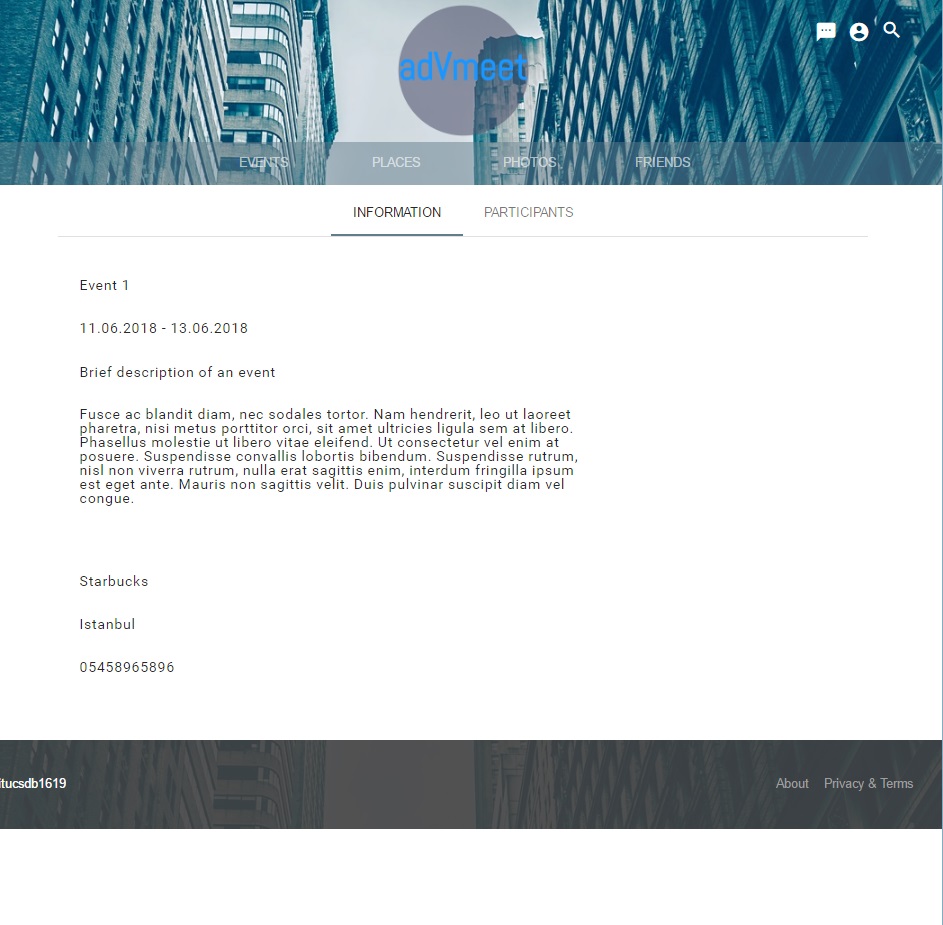 adVmeet
EVENTS PLACES PHOTOS FRIENDS
INFORMATION PARTICIPANTS
Event 1
11.06.2018 - 13.06.2018
Brief description of an event
Fusce ac blandit diam, nec sodales tortor. Nam hendrerit, leo ut laoreet
pharetra, nisi metus porttitor orci, sit amet ultricies ligula sem at libero.
Phasellus molestie ut libero vitae eleifend. Ut consectetur vel enim at
posuere. Suspendisse convallis lobortis bibendum. Suspendisse rutrum,
nisl non viverra rutrum, nulla erat sagittis enim, interdum fringilla ipsum
est eget ante. Mauris non sagittis velit. Duis pulvinar suscipit diam vel
congue.
Starbucks
Istanbul
05458965896
itucsdb1619 About Privacy & Terms